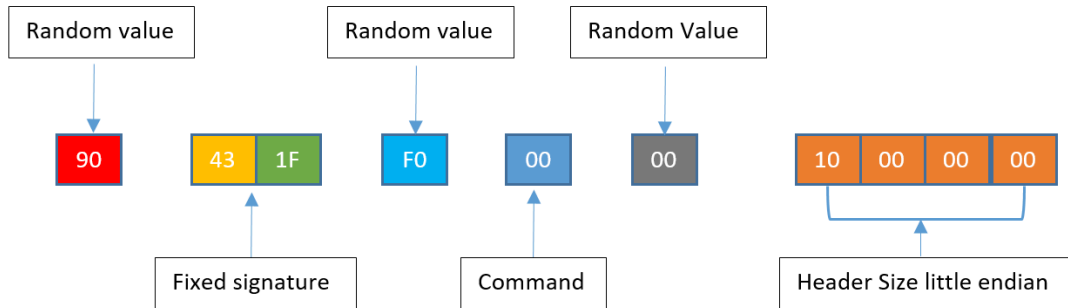 Random value
Random value
Random Value
90
43 1F
F0
00
00
10 00 00 00
Fixed signature
Command
Header Size little endian